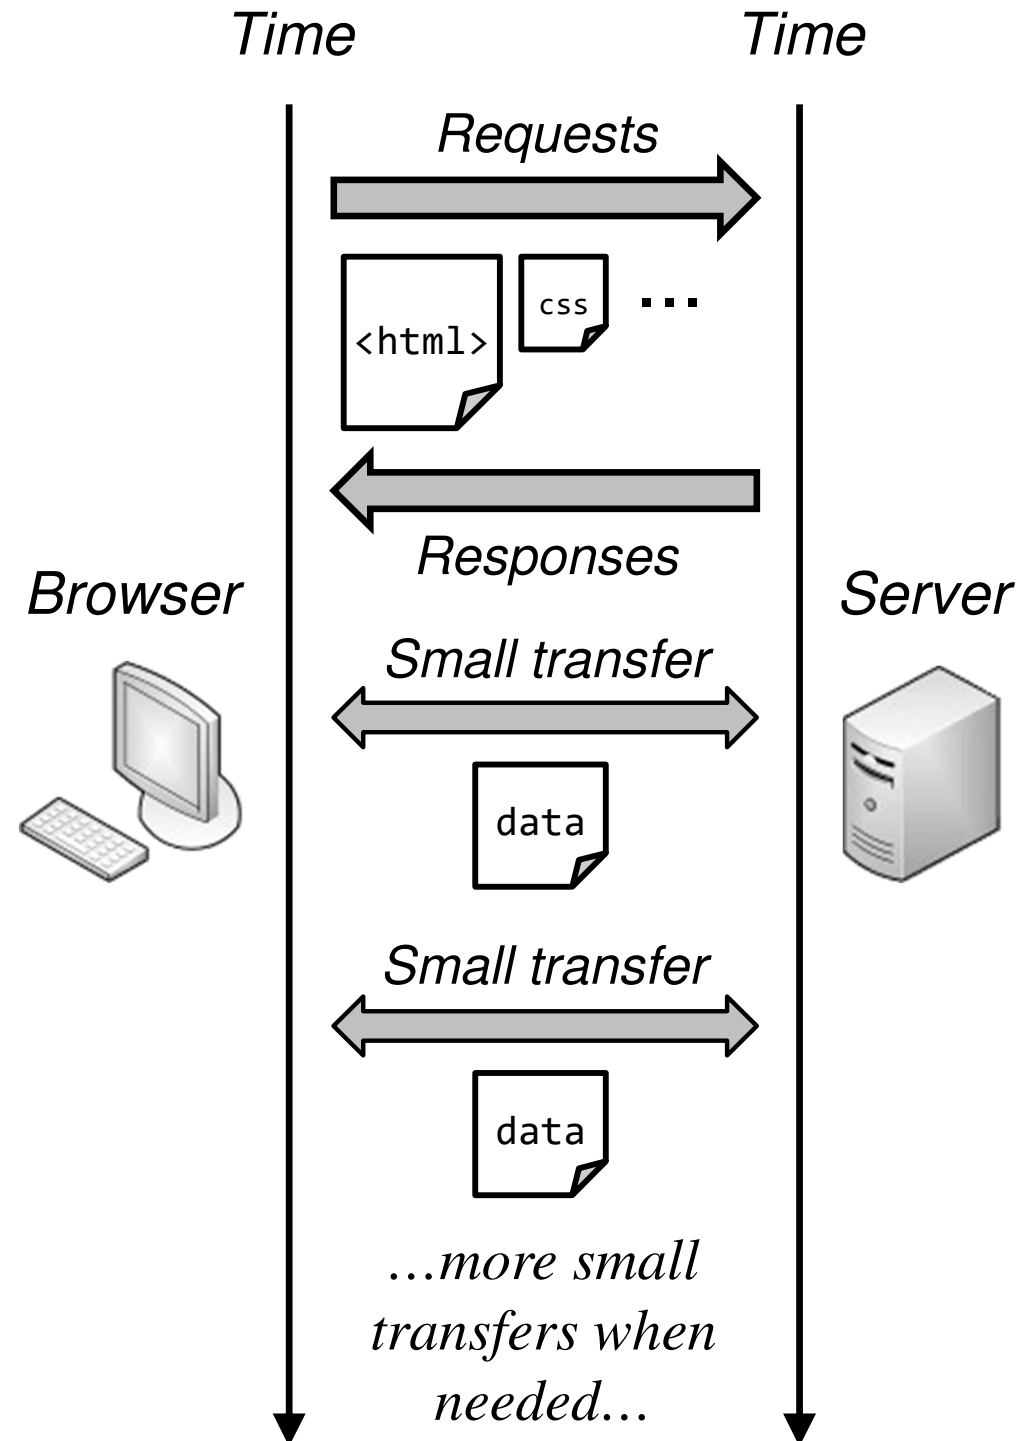 Time
Time
Requests
<html>
css
...
Responses
Browser
Server
Small transfer
data
Small transfer
data
…more small
transfers when
needed…